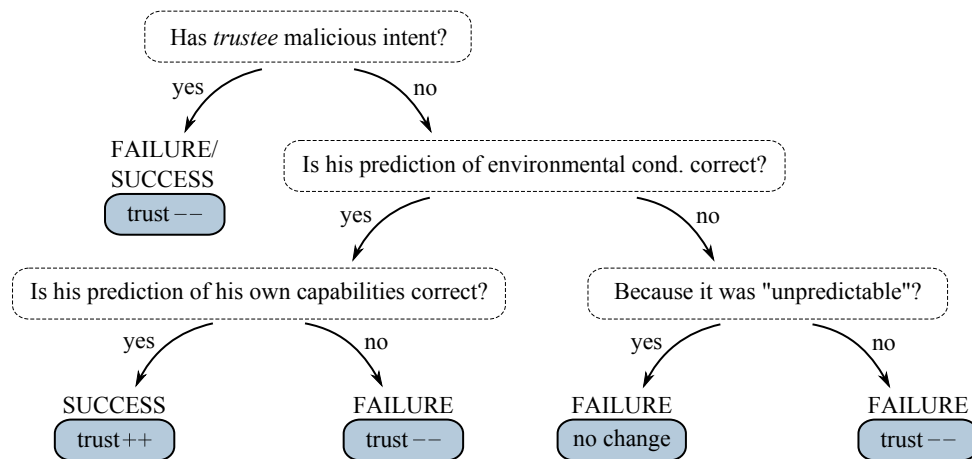 Has trustee malicious intent?
yes
no
FAILURE/
SUCCESS
trust −−
Is his prediction of environmental cond. correct?
yes
no
Is his prediction of his own capabilities correct?
Because it was "unpredictable"?
yes
no
yes
no
SUCCESS
trust++
FAILURE
trust −−
FAILURE
no change
FAILURE
trust −−